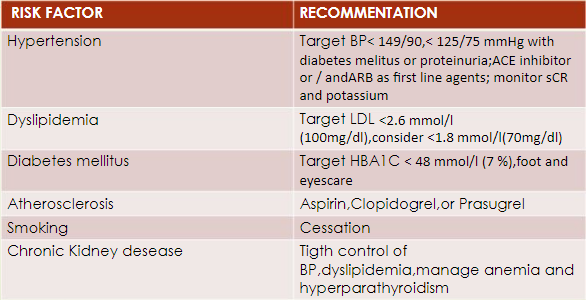 RISK FACTOR RECOMMENTATION
Hypertension Target BP< 149/90,< 125/75 mmHg with
diabetes melitus or proteinuria;ACE inhibitor
or / andARB as first line agents; monitor sCR
and potassium
Dyslipidemia Target LDL <2.6 mmol/l
(100mg/dl),consider <1.8 mmol/l(70mg/dl)
Diabetes mellitus Target HBA1C < 48 mmol/l (7 %),foot and
eyescare
Atherosclerosis Aspirin,Clopidogrel,or Prasugrel
Smoking Cessation
Chronic Kidney desease Tigth control of
BP,dyslipidemia,manage anemia and
hyperparathyroidism